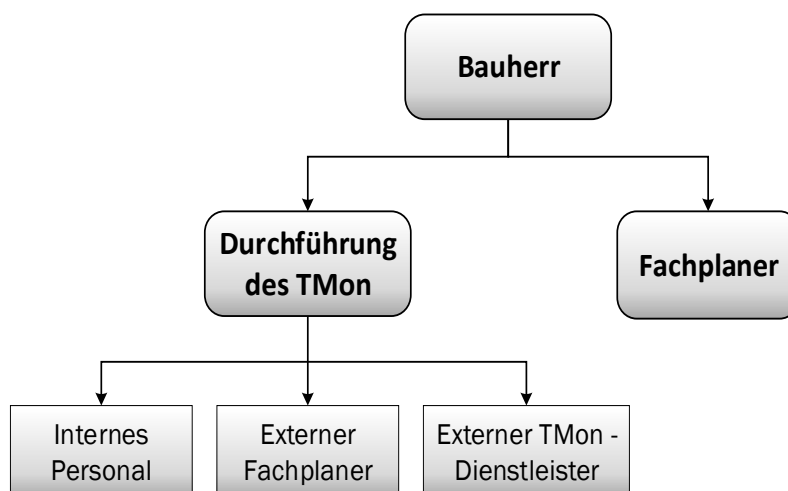 Bauherr
Durchführung
des TMon
Fachplaner
Internes
Personal
Externer
Fachplaner
Externer TMon -
Dienstleister